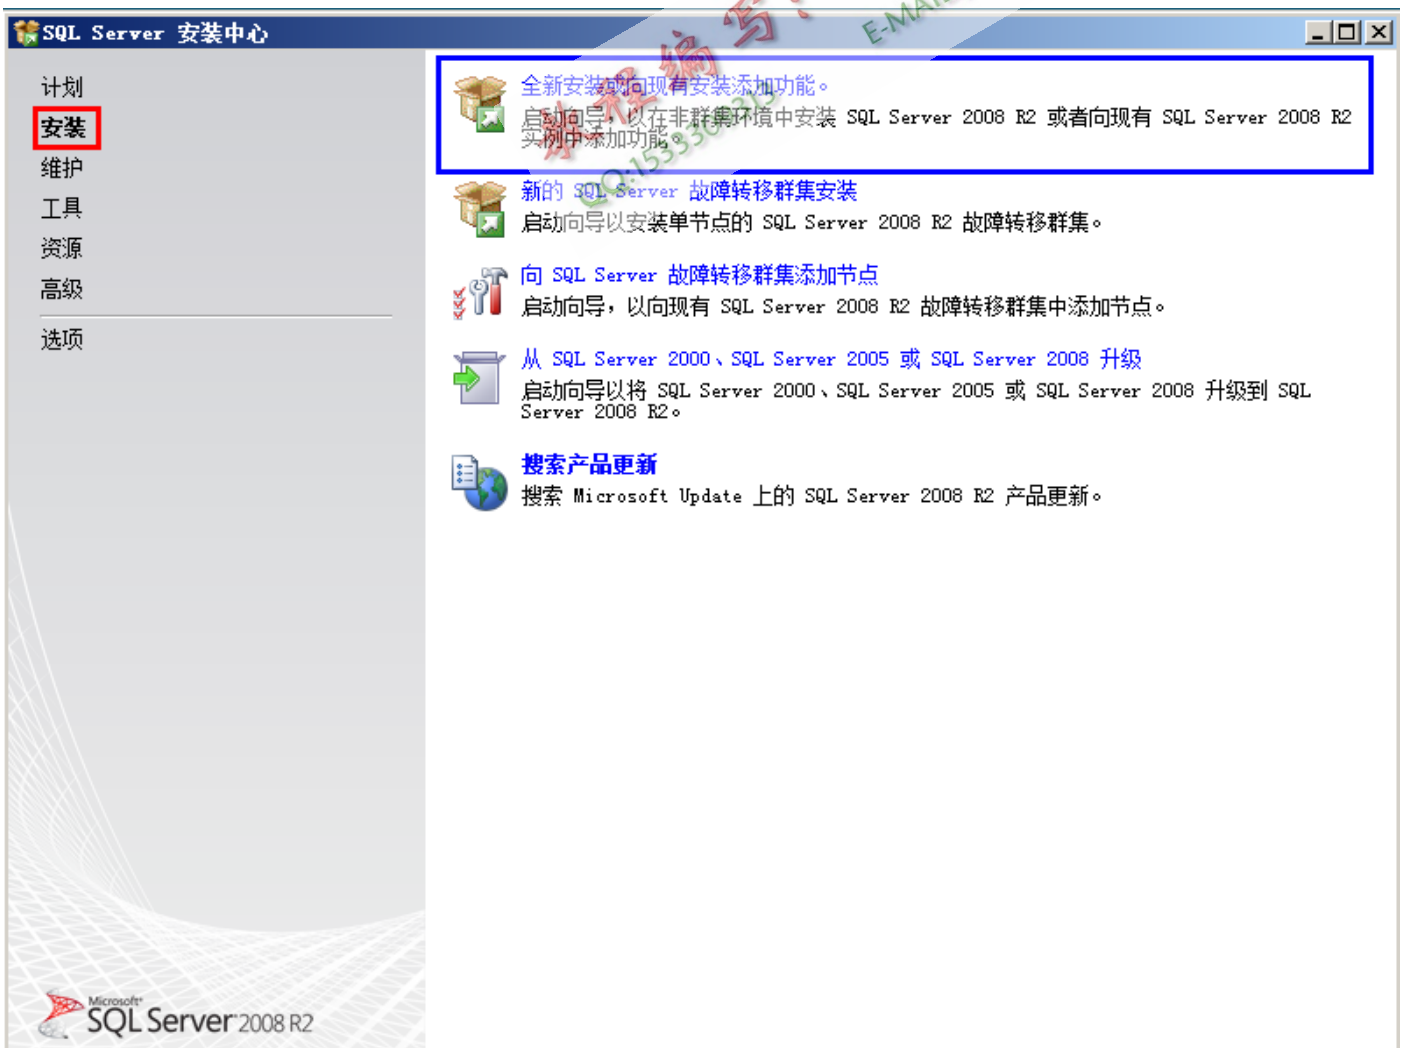 SQL Server 安装中心
计划
安装
维护
工具
资源
高级
选项
全新安装或向现有安装添加功能。
启动向导，以在非群集环境中安装 SQL Server 2008 R2 或者向现有 SQL Server 2008 R2
实例中添加功能。
新的 SQL Server 故障转移群集安装
启动向导以安装单节点的 SQL Server 2008 R2 故障转移群集。
向 SQL Server 故障转移群集添加节点
启动向导，以向现有 SQL Server 2008 R2 故障转移群集中添加节点。
从 SQL Server 2000、SQL Server 2005 或 SQL Server 2008 升级
启动向导以将 SQL Server 2000、SQL Server 2005 或 SQL Server 2008 升级到 SQL
Server 2008 R2。
搜索产品更新
搜索 Microsoft Update 上的 SQL Server 2008 R2 产品更新。
教程编写
Microsoft
SQL Server 2008 R2